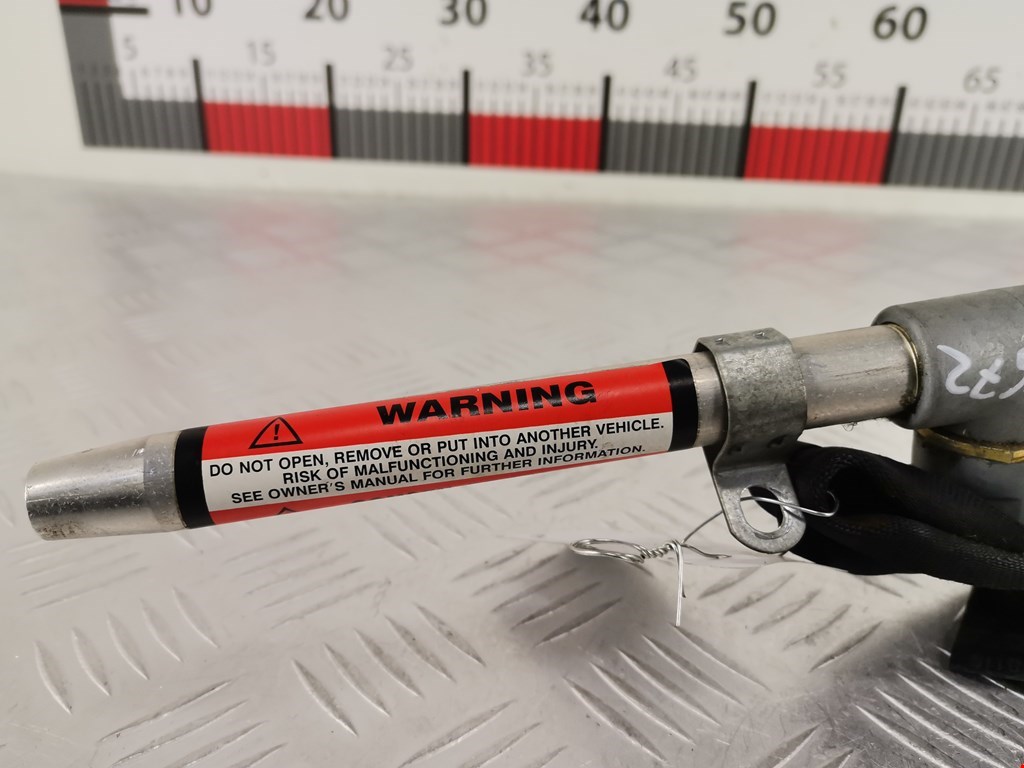 10 20 30 40 50 60
5 15 25 35 45 55 65
WARNING
DO NOT OPEN, REMOVE OR PUT INTO ANOTHER VEHICLE.
RISK OF MALFUNCTIONING AND INJURY.
SEE OWNER'S MANUAL FOR FURTHER INFORMATION.